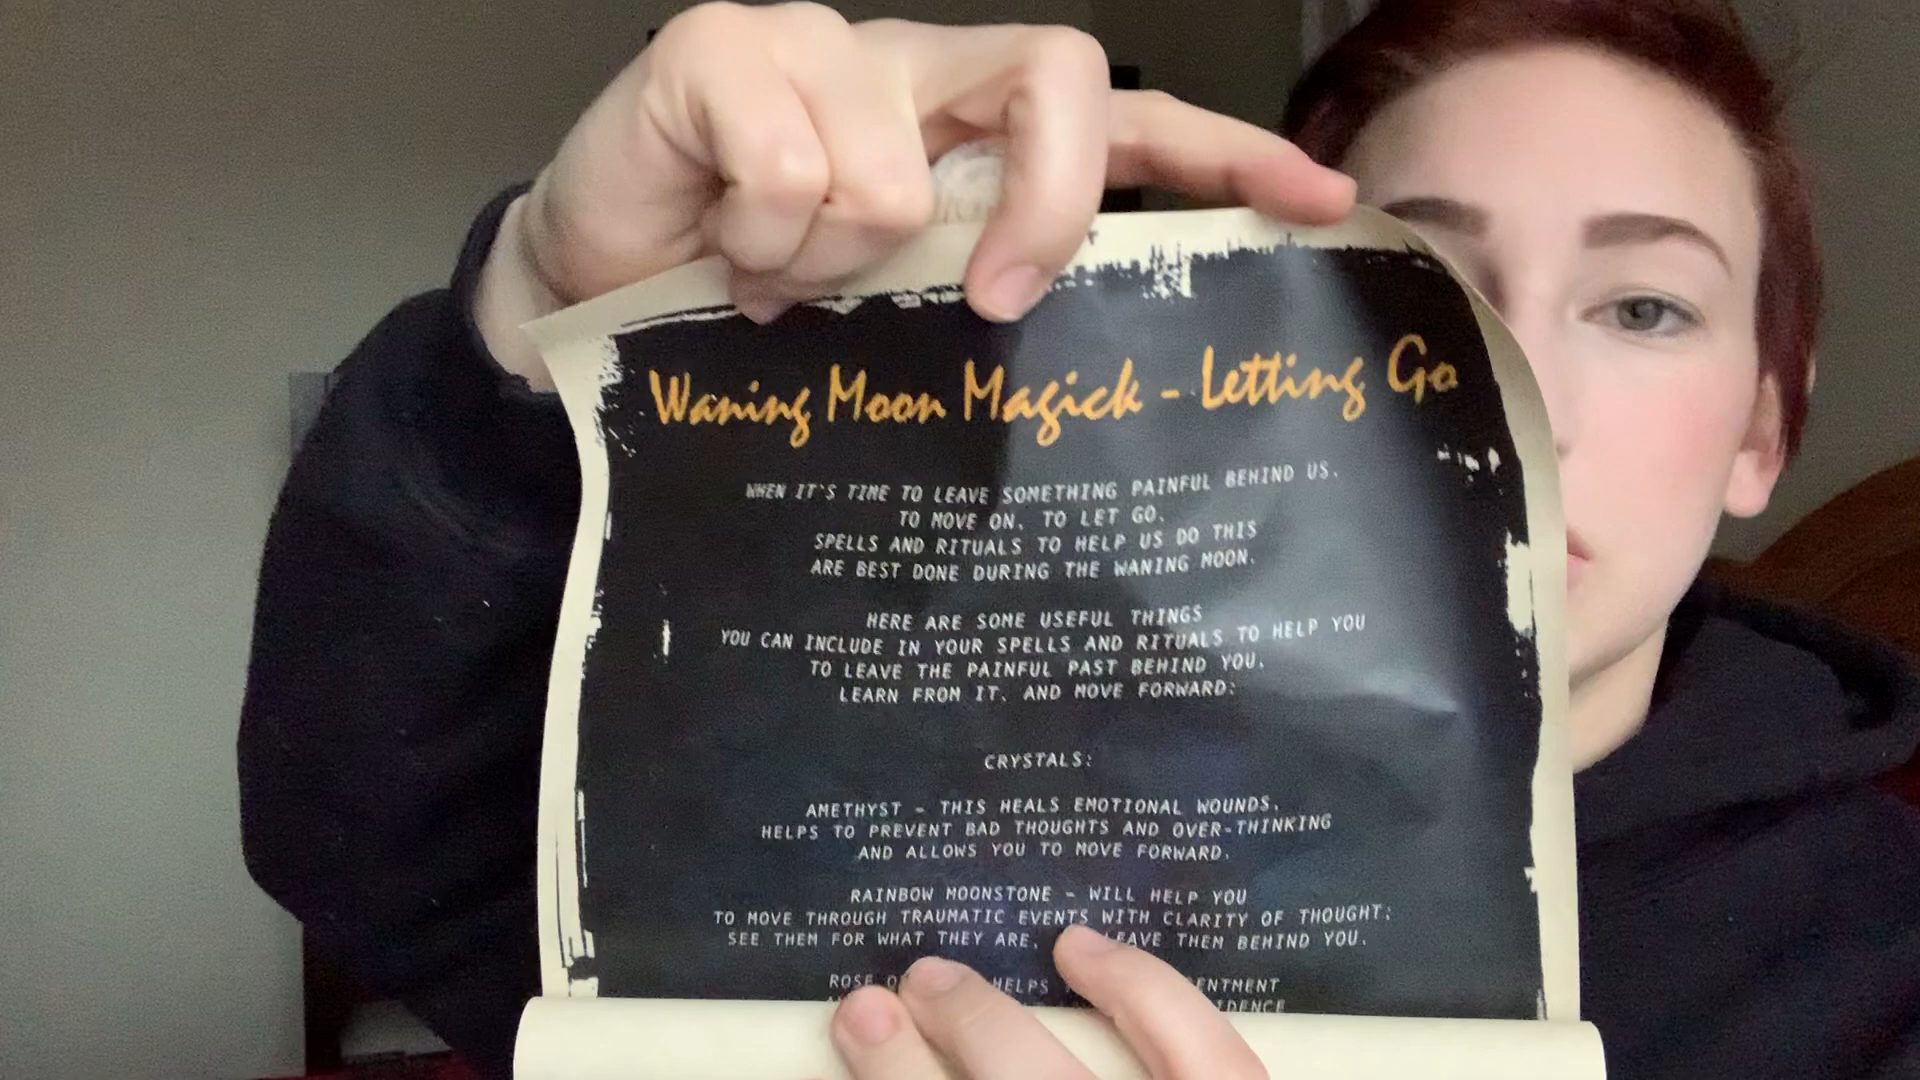 Waning Moon Magick - Letting Go
WHEN IT'S TIME TO LEAVE SOMETHING PAINFUL BEHIND US,
TO MOVE ON, TO LET GO,
SPELLS AND RITUALS TO HELP US DO THIS
ARE BEST DONE DURING THE WANING MOON.
HERE ARE SOME USEFUL THINGS
YOU CAN INCLUDE IN YOUR SPELLS AND RITUALS TO HELP YOU
TO LEAVE THE PAINFUL PAST BEHIND YOU,
LEARN FROM IT, AND MOVE FORWARD:
CRYSTALS:
AMETHYST - THIS HEALS EMOTIONAL WOUNDS,
HELPS TO PREVENT BAD THOUGHTS AND OVER-THINKING
AND ALLOWS YOU TO MOVE FORWARD.
RAINBOW MOONSTONE - WILL HELP YOU
TO MOVE THROUGH TRAUMATIC EVENTS WITH CLARITY OF THOUGHT;
SEE THEM FOR WHAT THEY ARE, LEAVE THEM BEHIND YOU.
ROSE HELPS